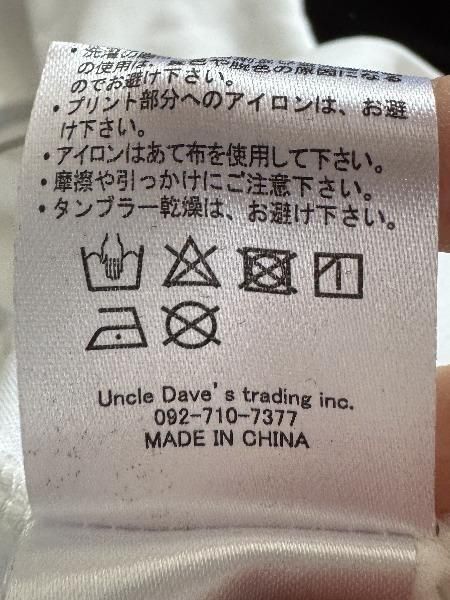 の使用は、
のでお避け下さい。
・プリント部分へのアイロンは、お避
け下さい。
・アイロンはあて布を使用して下さい。
・摩擦や引っかけにご注意下さい。
・タンブラー乾燥は、お避け下さい。
Uncle Dave's trading inc.
092-710-7377
MADE IN CHINA